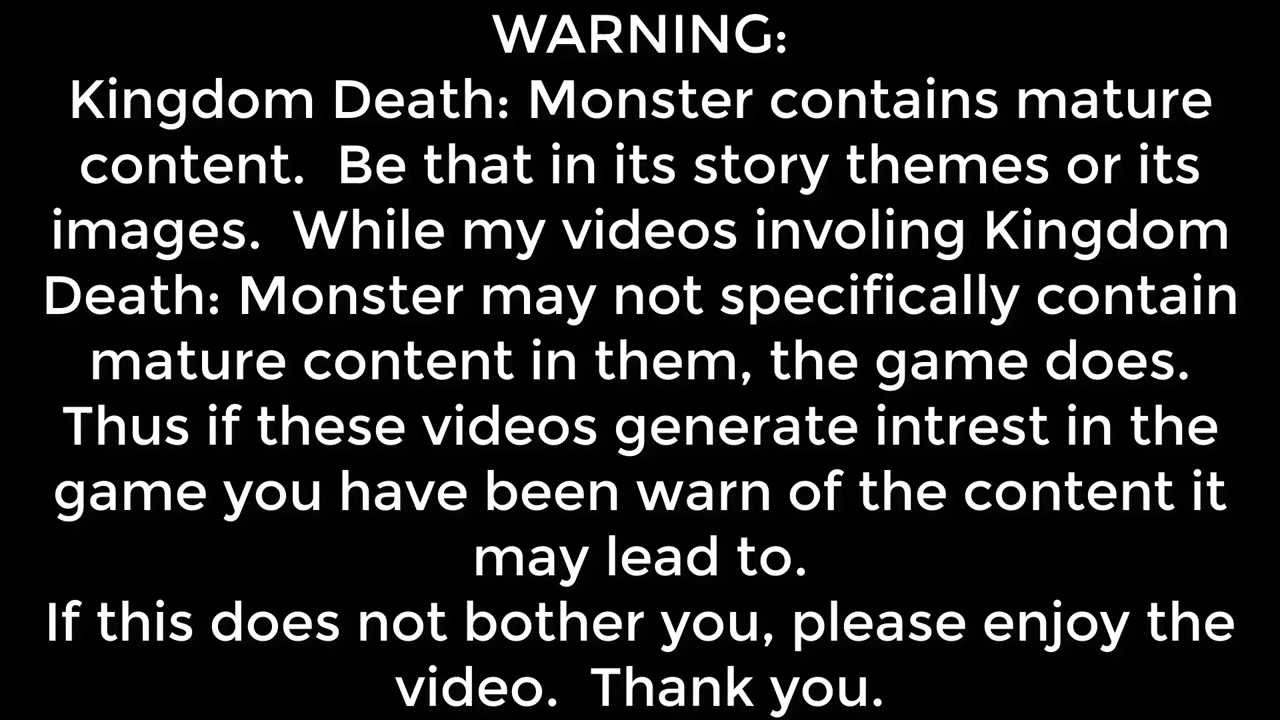 WARNING:
Kingdom Death: Monster contains mature
content.  Be that in its story themes or its
images.  While my videos involing Kingdom
Death: Monster may not specifically contain
mature content in them, the game does.
Thus if these videos generate intrest in the
game you have been warn of the content it
may lead to.
If this does not bother you, please enjoy the
video.  Thank you.